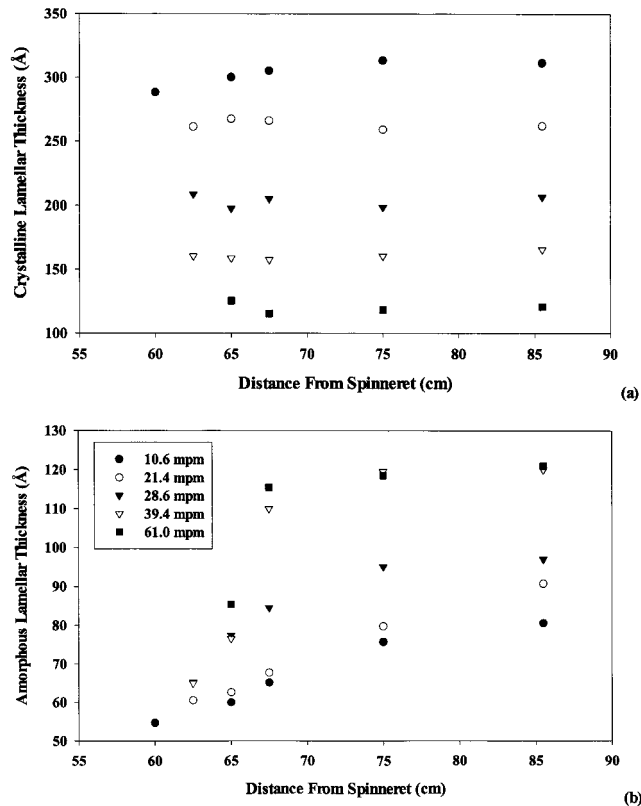 350
300
250
200
150
100
Crystalline Lamellar Thickness (Å)
55 60 65 70 75 80 85 90
Distance From Spinneret (cm)
(a)
130
120
110
100
90
80
70
60
50
Amorphous Lamellar Thickness (Å)
10.6 mpm
21.4 mpm
28.6 mpm
39.4 mpm
61.0 mpm
55 60 65 70 75 80 85 90
Distance From Spinneret (cm)
(b)